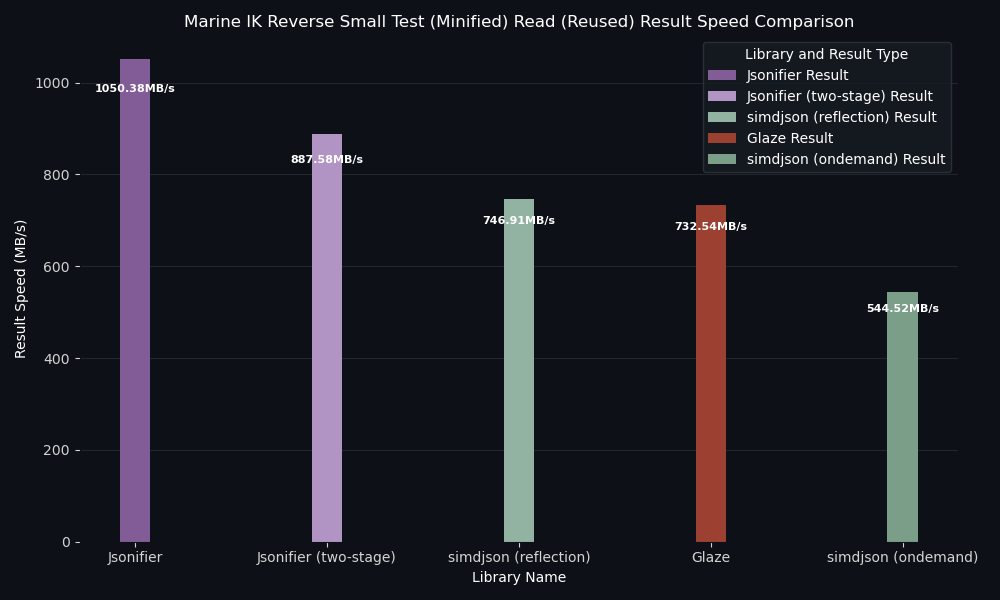 Marine IK Reverse Small Test (Minified) Read (Reused) Result Speed Comparison
Library and Result Type
Jsonifier Result
Jsonifier (two-stage) Result
simdjson (reflection) Result
Glaze Result
simdjson (ondemand) Result
Result Speed (MB/s)
1000
800
600
400
200
0
1050.38MB/s
887.58MB/s
746.91MB/s
732.54MB/s
544.52MB/s
Jsonifier
Jsonifier (two-stage)
simdjson (reflection)
Glaze
simdjson (ondemand)
Library Name